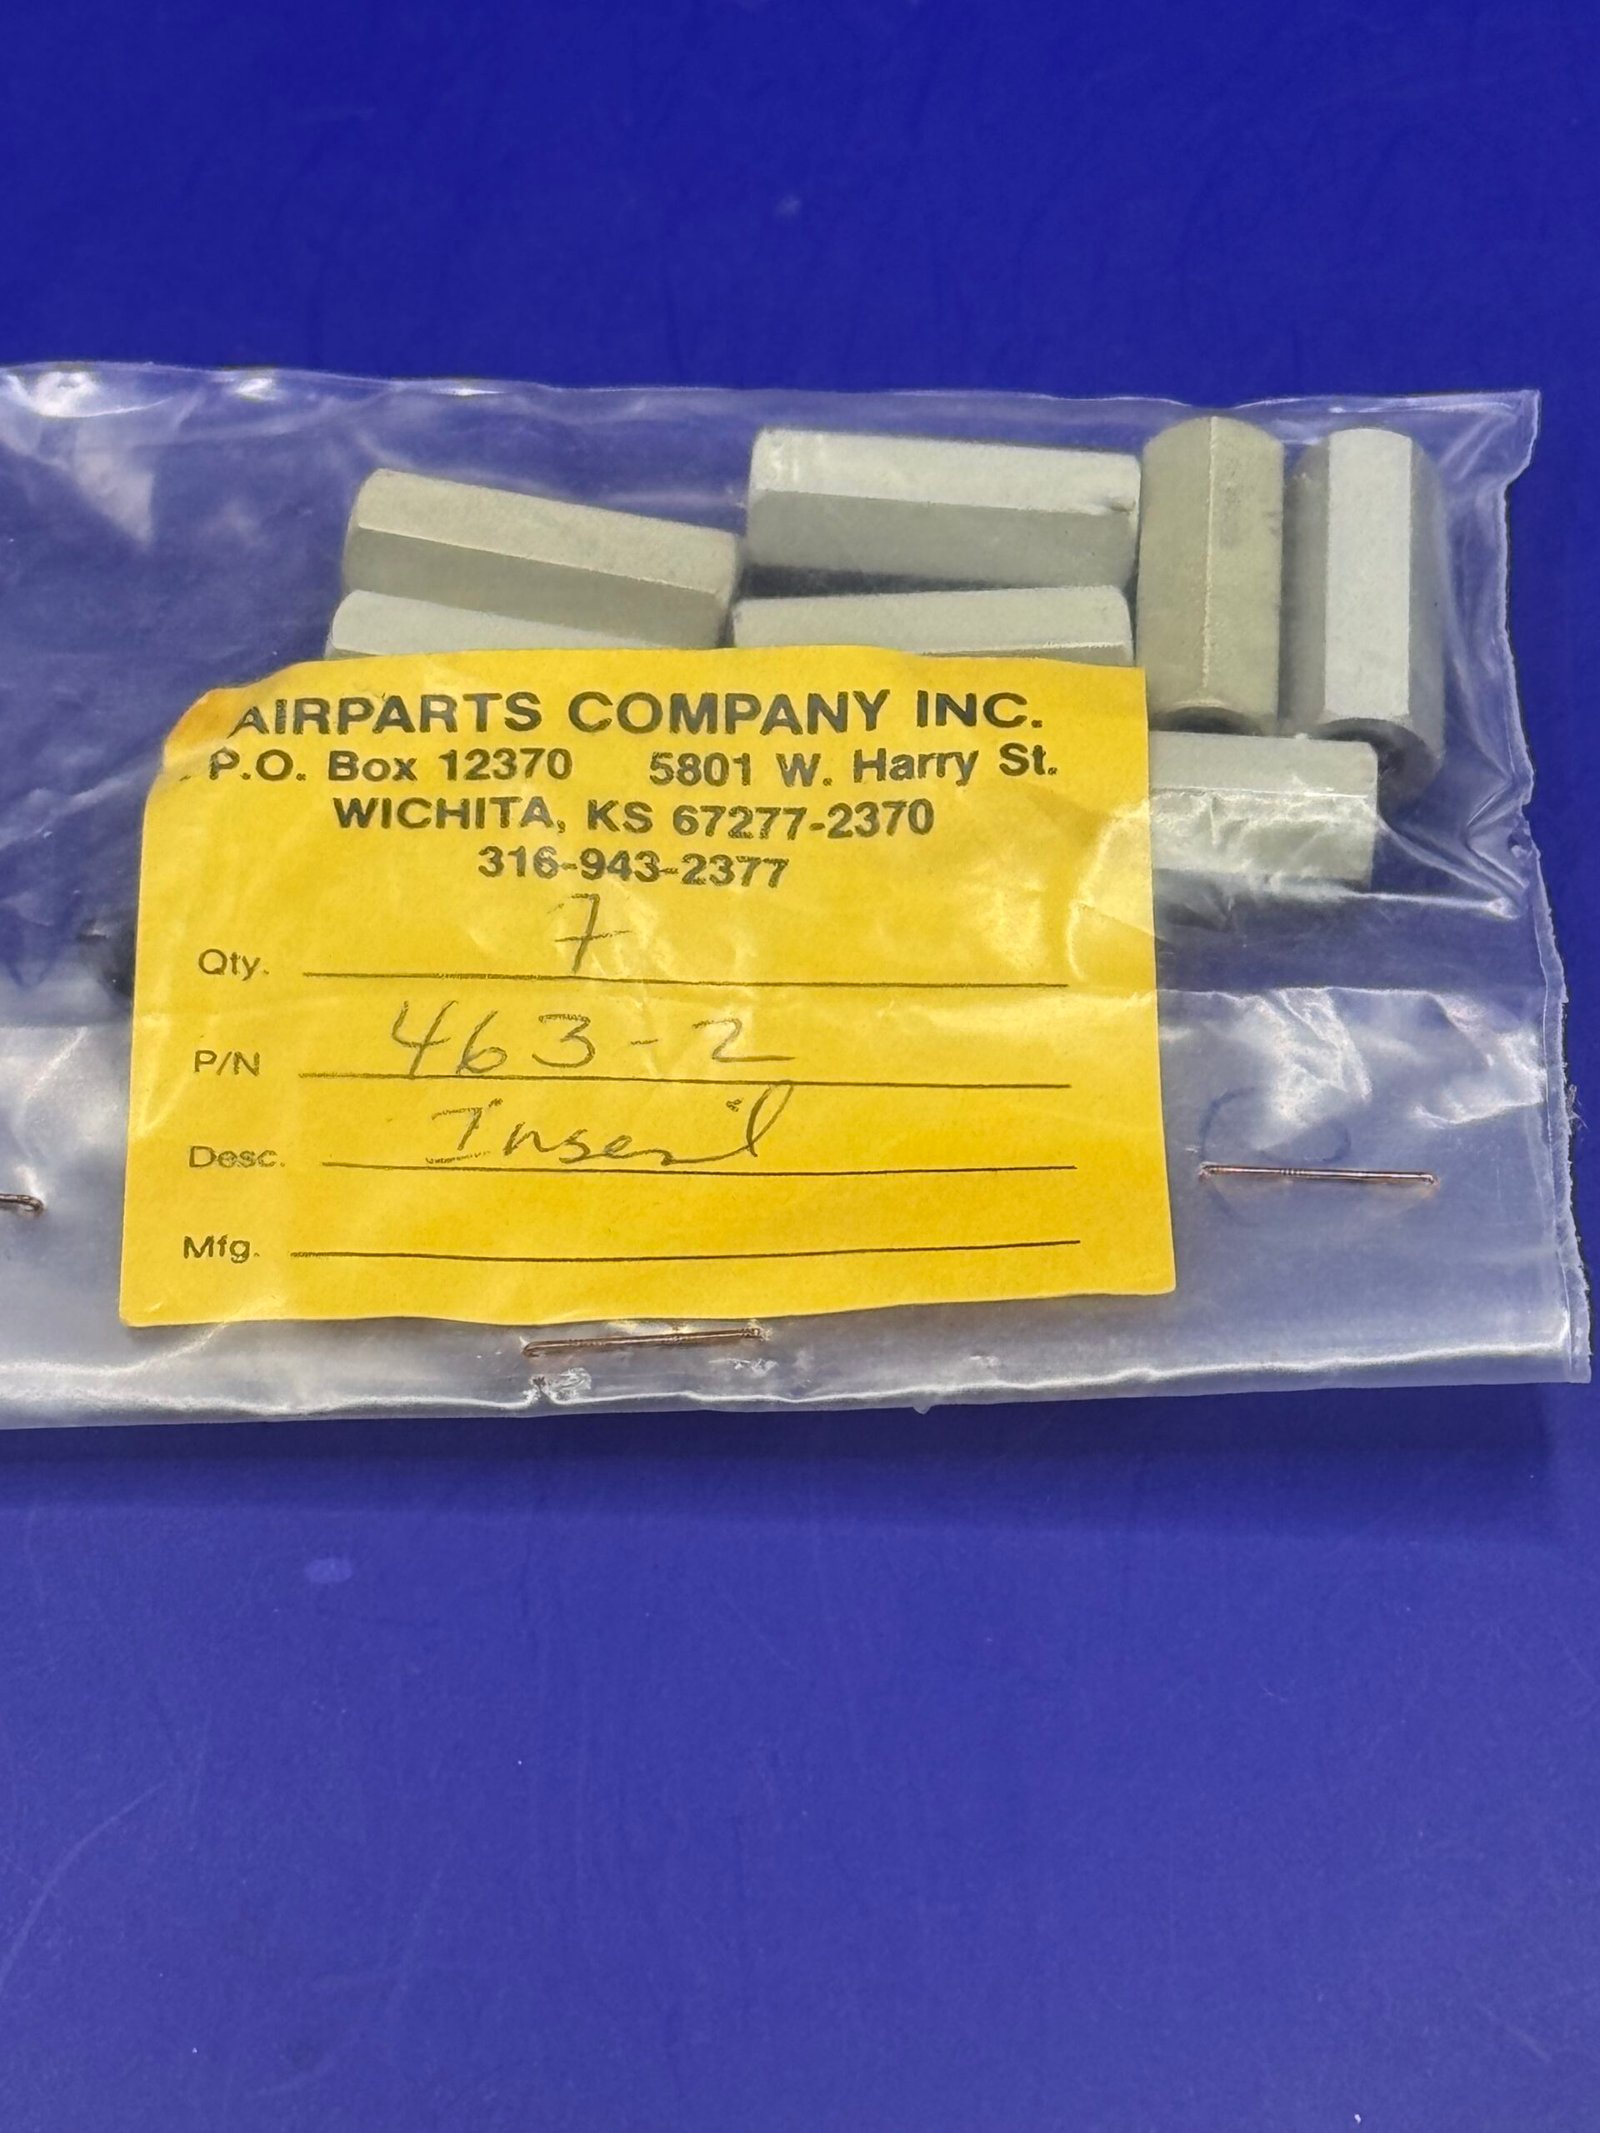 AIRPARTS COMPANY INC.
P.O. Box 12370 5801 W. Harry St.
WICHITA, KS 67277-2370
316-943-2377
Qty. 7
P/N 463-2
Desc. Insert
Mfg.